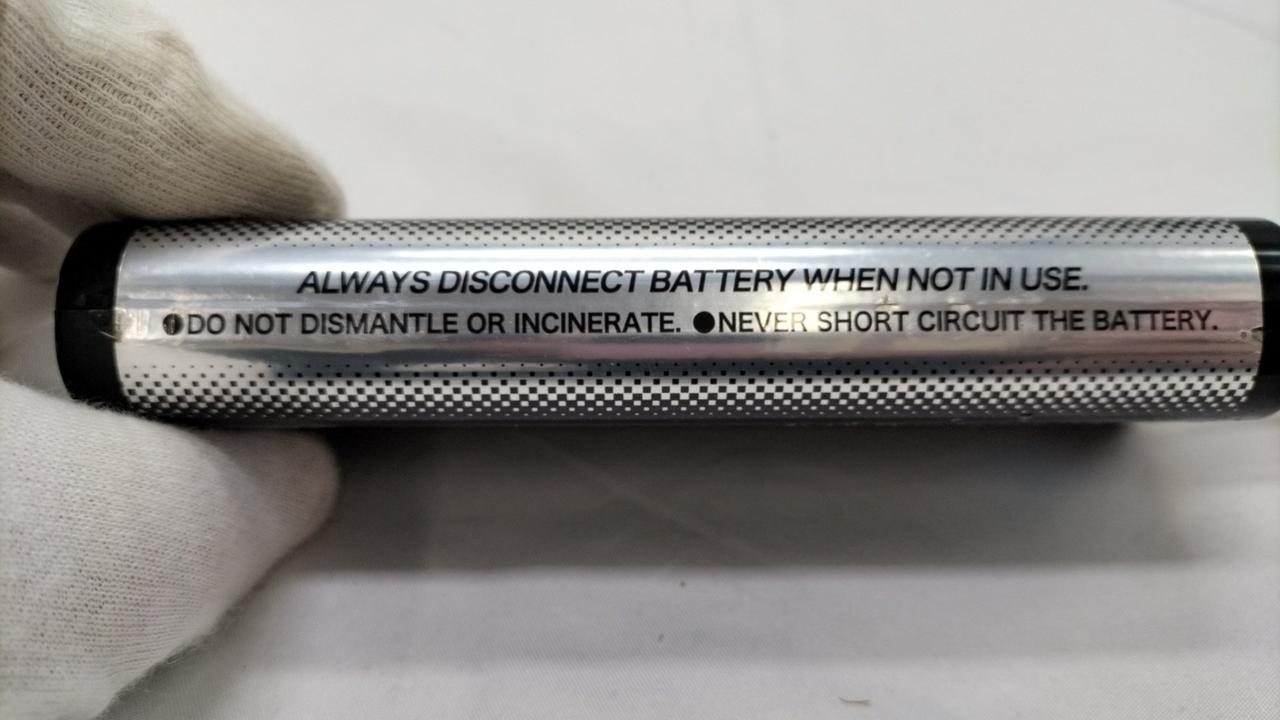 ALWAYS DISCONNECT BATTERY WHEN NOT IN USE.
●DO NOT DISMANTLE OR INCINERATE. ●NEVER SHORT CIRCUIT THE BATTERY.